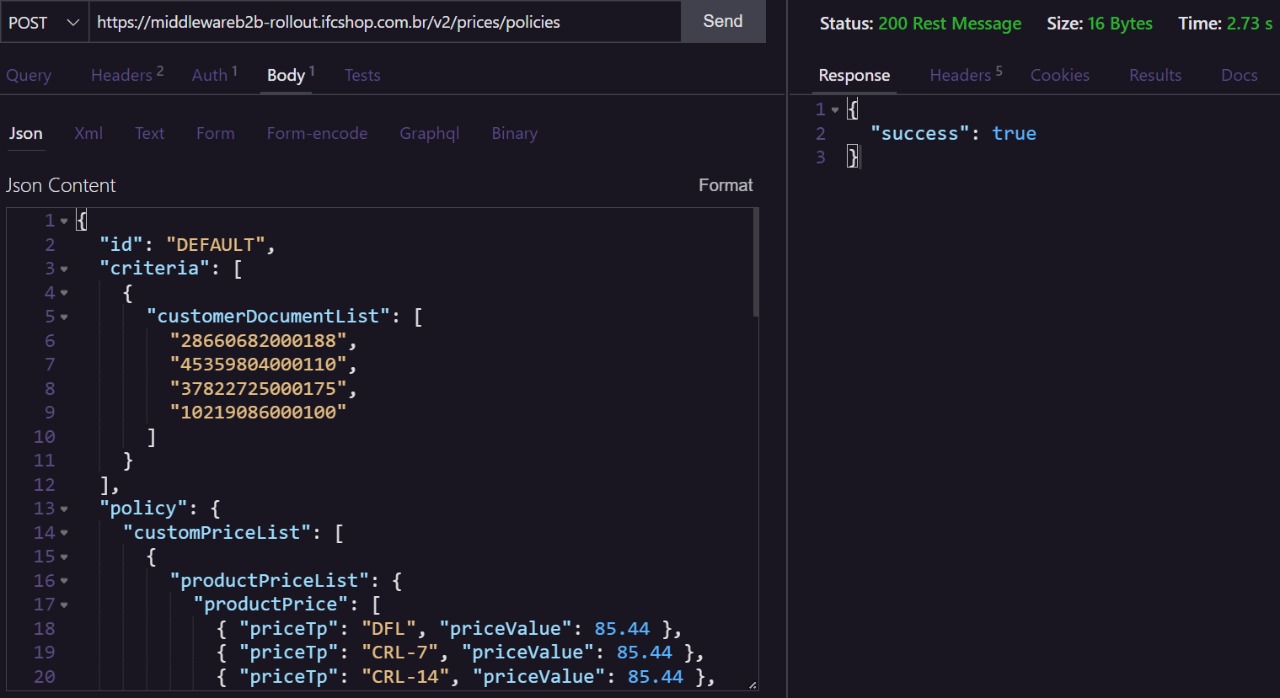 POST https://middlewareb2b-rollout.ifcshop.com.br/v2/prices/policies Send
Query Headers 2 Auth 1 Body 1 Tests
Json Xml Text Form Form-encode Graphql Binary
Json Content Format
1 {
2 "id": "DEFAULT",
3 "criteria": [
4 {
5 "customerDocumentList": [
6 "28660682000188",
7 "45359804000110",
8 "37822725000175",
9 "10219086000100"
10 ]
11 }
12 ],
13 "policy": {
14 "customPriceList": [
15 {
16 "productPriceList": {
17 "productPrice": [
18 { "priceTp": "DFL", "priceValue": 85.44 },
19 { "priceTp": "CRL-7", "priceValue": 85.44 },
20 { "priceTp": "CRL-14", "priceValue": 85.44 },
Status: 200 Rest Message Size: 16 Bytes Time: 2.73 s
Response Headers 5 Cookies Results Docs
1 {
2 "success": true
3 }